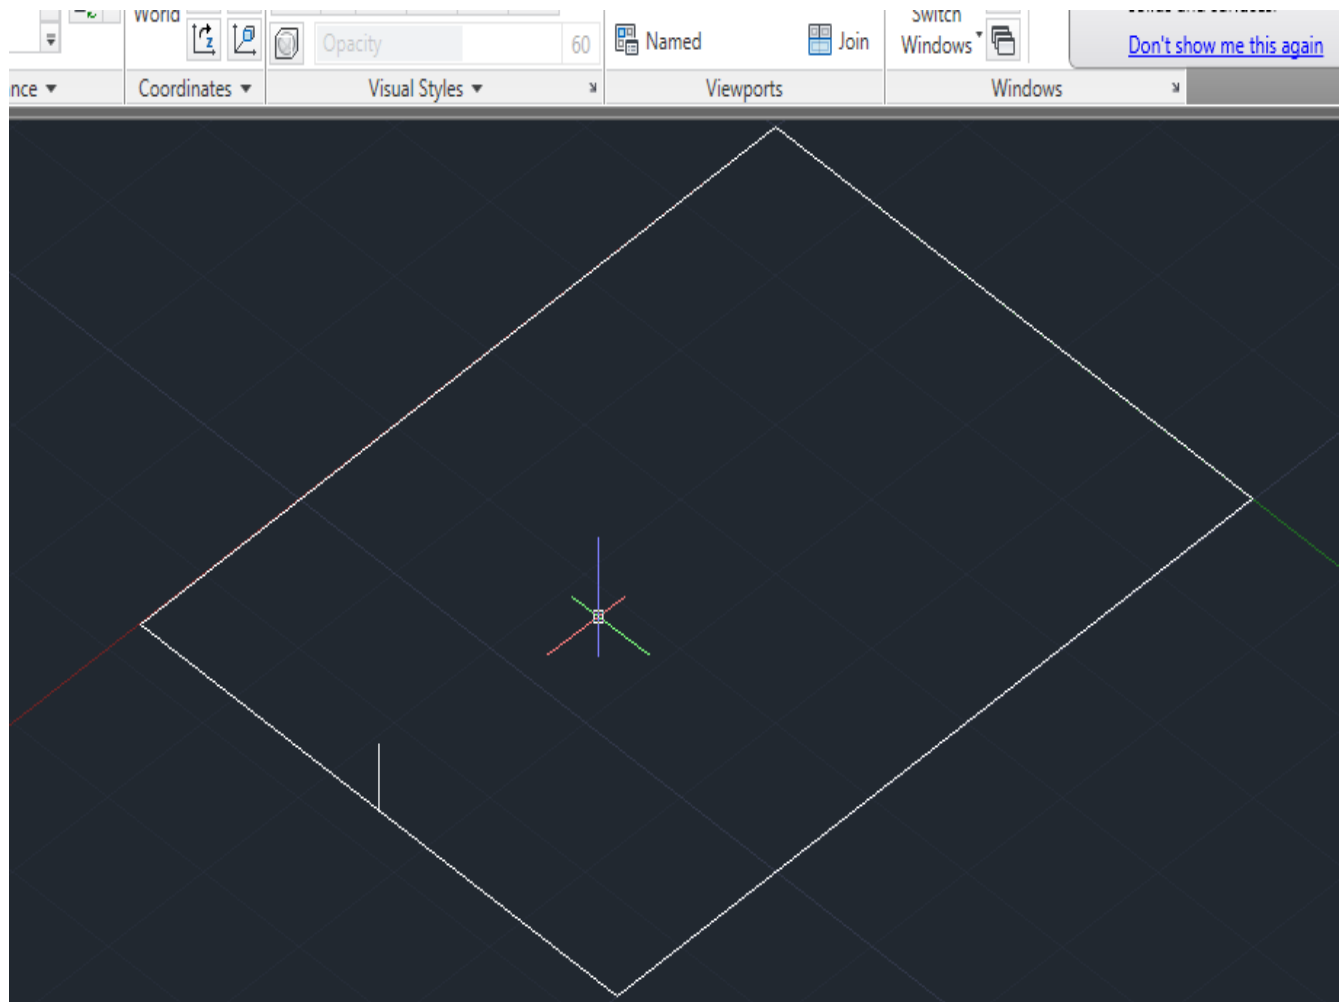 World
Switch
Opacity 60
Named
Join
Windows
Don't show me this again
nce
Coordinates
Visual Styles
Viewports
Windows